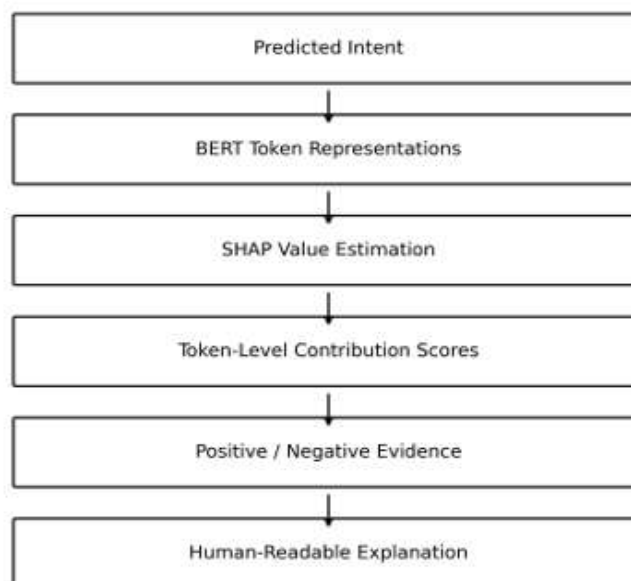 Predicted Intent
BERT Token Representations
SHAP Value Estimation
Token-Level Contribution Scores
Positive / Negative Evidence
Human-Readable Explanation